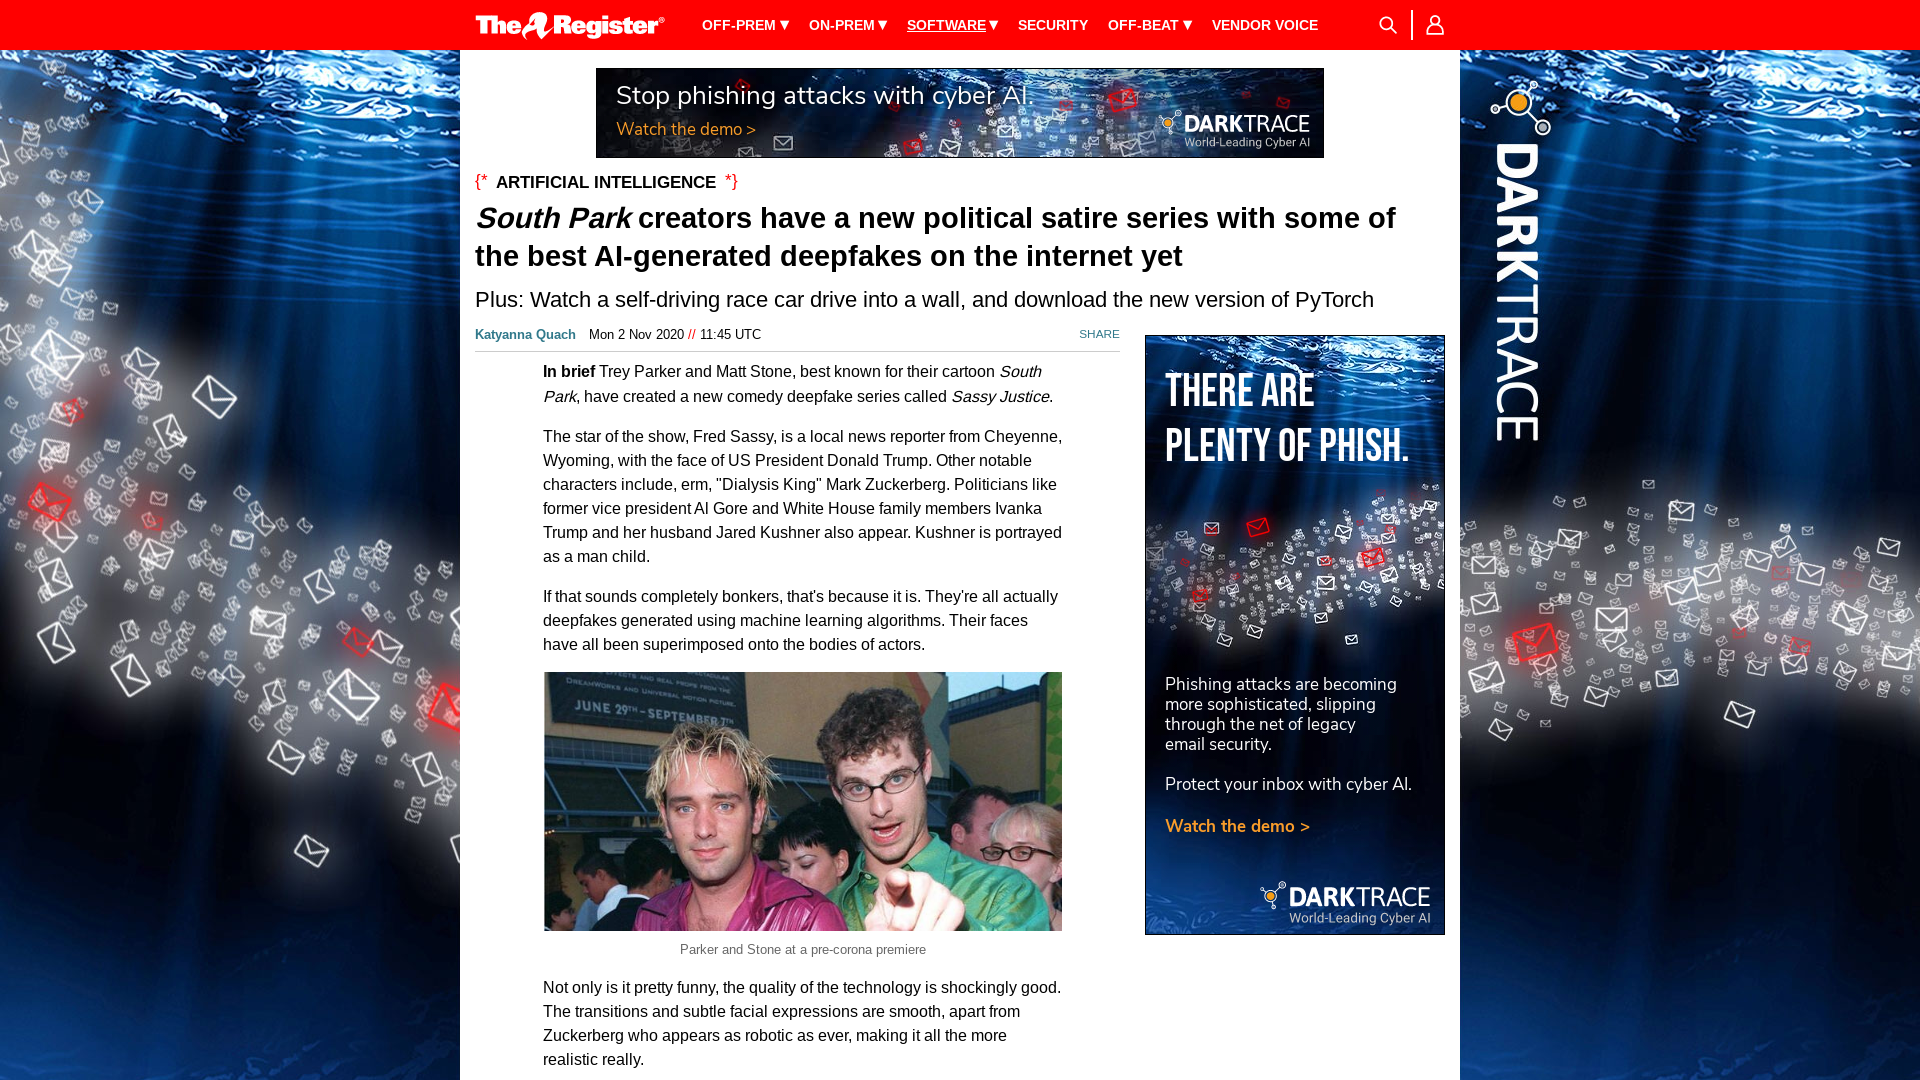 The Register®
OFF-PREM ▼ ON-PREM ▼ SOFTWARE ▼ SECURITY OFF-BEAT ▼ VENDOR VOICE
Stop phishing attacks with cyber AI.
Watch the demo >
DARKTRACE
World-Leading Cyber AI
{* ARTIFICIAL INTELLIGENCE *}
South Park creators have a new political satire series with some of
the best AI-generated deepfakes on the internet yet
Plus: Watch a self-driving race car drive into a wall, and download the new version of PyTorch
Katyanna Quach Mon 2 Nov 2020 // 11:45 UTC
SHARE
In brief Trey Parker and Matt Stone, best known for their cartoon South
Park, have created a new comedy deepfake series called Sassy Justice.
The star of the show, Fred Sassy, is a local news reporter from Cheyenne,
Wyoming, with the face of US President Donald Trump. Other notable
characters include, erm, "Dialysis King" Mark Zuckerberg. Politicians like
former vice president Al Gore and White House family members Ivanka
Trump and her husband Jared Kushner also appear. Kushner is portrayed
as a man child.
If that sounds completely bonkers, that's because it is. They're all actually
deepfakes generated using machine learning algorithms. Their faces
have all been superimposed onto the bodies of actors.
DREAMWORKS AND UNIVERSAL MOTION PICTURE.
JUNE 29TH - SEPTEMBER 7TH
Parker and Stone at a pre-corona premiere
Not only is it pretty funny, the quality of the technology is shockingly good.
The transitions and subtle facial expressions are smooth, apart from
Zuckerberg who appears as robotic as ever, making it all the more
realistic really.
THERE ARE
PLENTY OF PHISH.
Phishing attacks are becoming
more sophisticated, slipping
through the net of legacy
email security.
Protect your inbox with cyber AI.
Watch the demo >
DARKTRACE
World-Leading Cyber AI
DARKTRACE